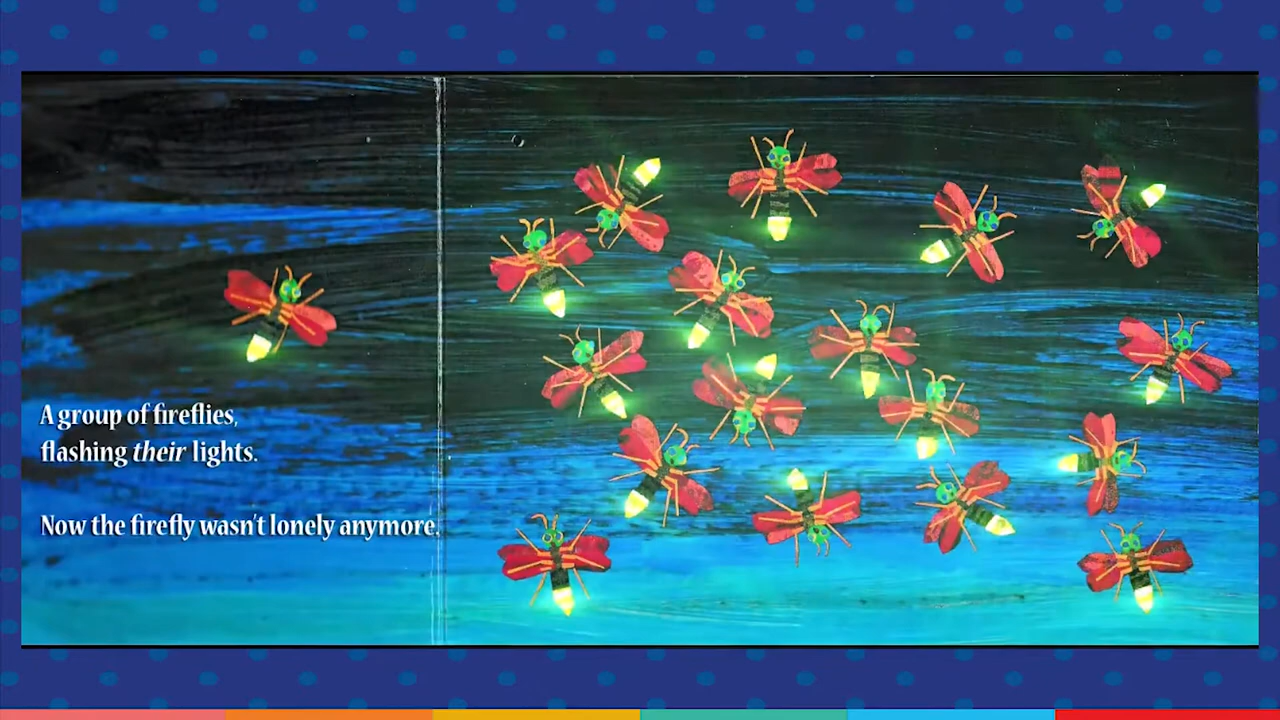 A group of fireflies,
flashing their lights.
Now the firefly wasn't lonely anymore.